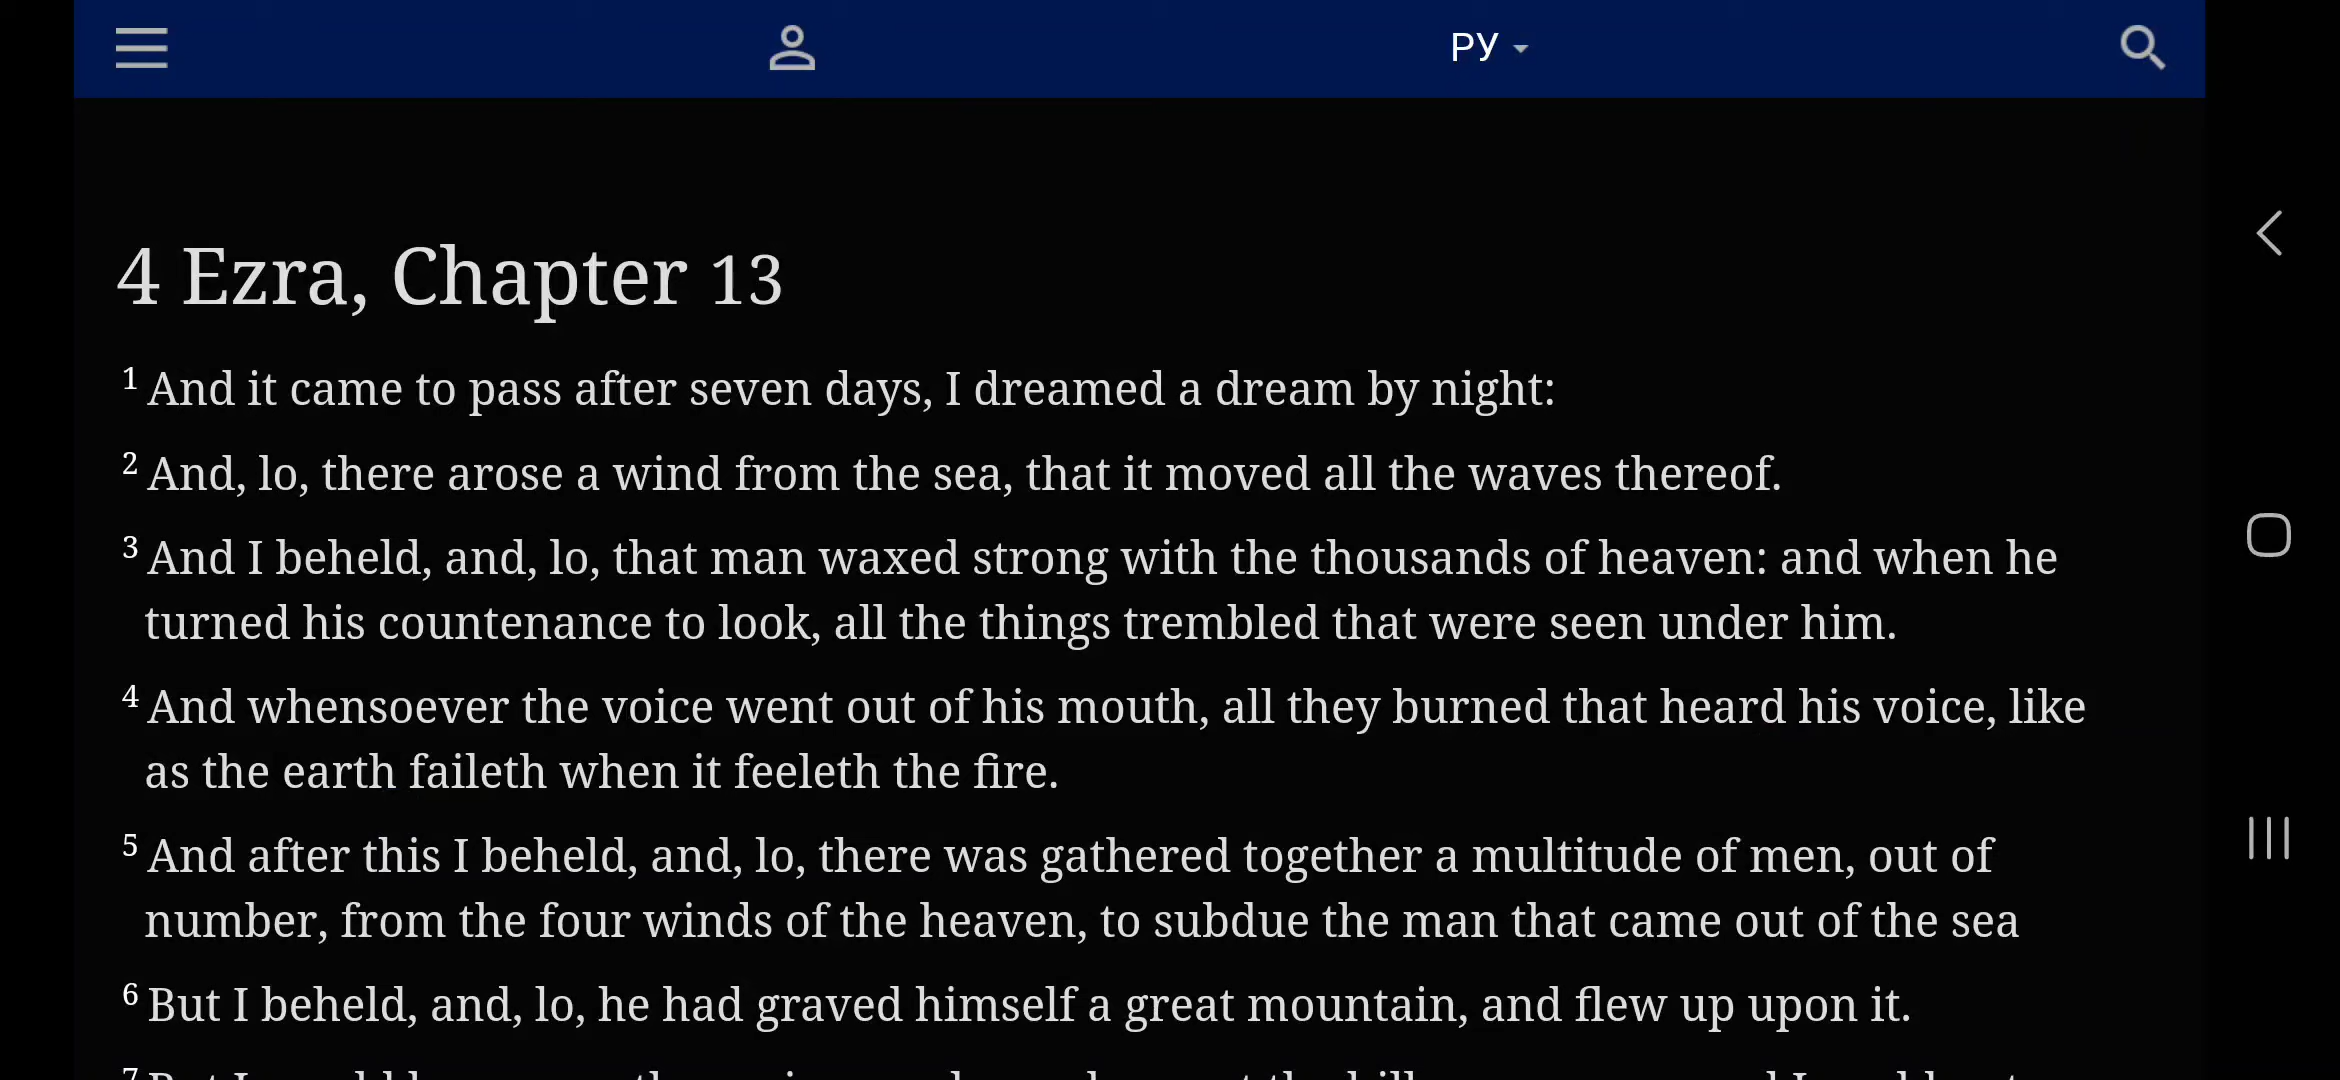 РУ
4 Ezra, Chapter 13
1 And it came to pass after seven days, I dreamed a dream by night:
2 And, lo, there arose a wind from the sea, that it moved all the waves thereof.
3 And I beheld, and, lo, that man waxed strong with the thousands of heaven: and when he
turned his countenance to look, all the things trembled that were seen under him.
4 And whensoever the voice went out of his mouth, all they burned that heard his voice, like
as the earth faileth when it feeleth the fire.
5 And after this I beheld, and, lo, there was gathered together a multitude of men, out of
number, from the four winds of the heaven, to subdue the man that came out of the sea
6 But I beheld, and, lo, he had graved himself a great mountain, and flew up upon it.
7 But I